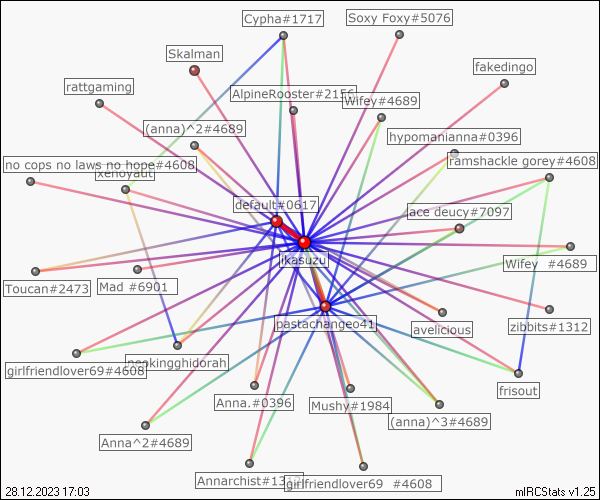 Cypha#1717
Soxy Foxy#5076
Skalman
fakedingo
rattgaming
AlpineRooster#2156
Wifey#4689
(anna)^2#4689
hypomanianna#0396
no cops no laws no hope#4608
ramshackle gorey#4608
xenoyaut
default#0617
ace deucy#7097
ikasuzu
Wifey #4689
Toucan#2473
Mad #6901
pastachange041
avelicious
zibbits#1312
girlfriendlover69#4608
frisout
Anna.#0396
Mushy#1984
(anna)^3#4689
Anna^2#4689
Annarchist#1312
girlfriendlover69 #4608
28.12.2023 17:03
mIRCStats v1.25